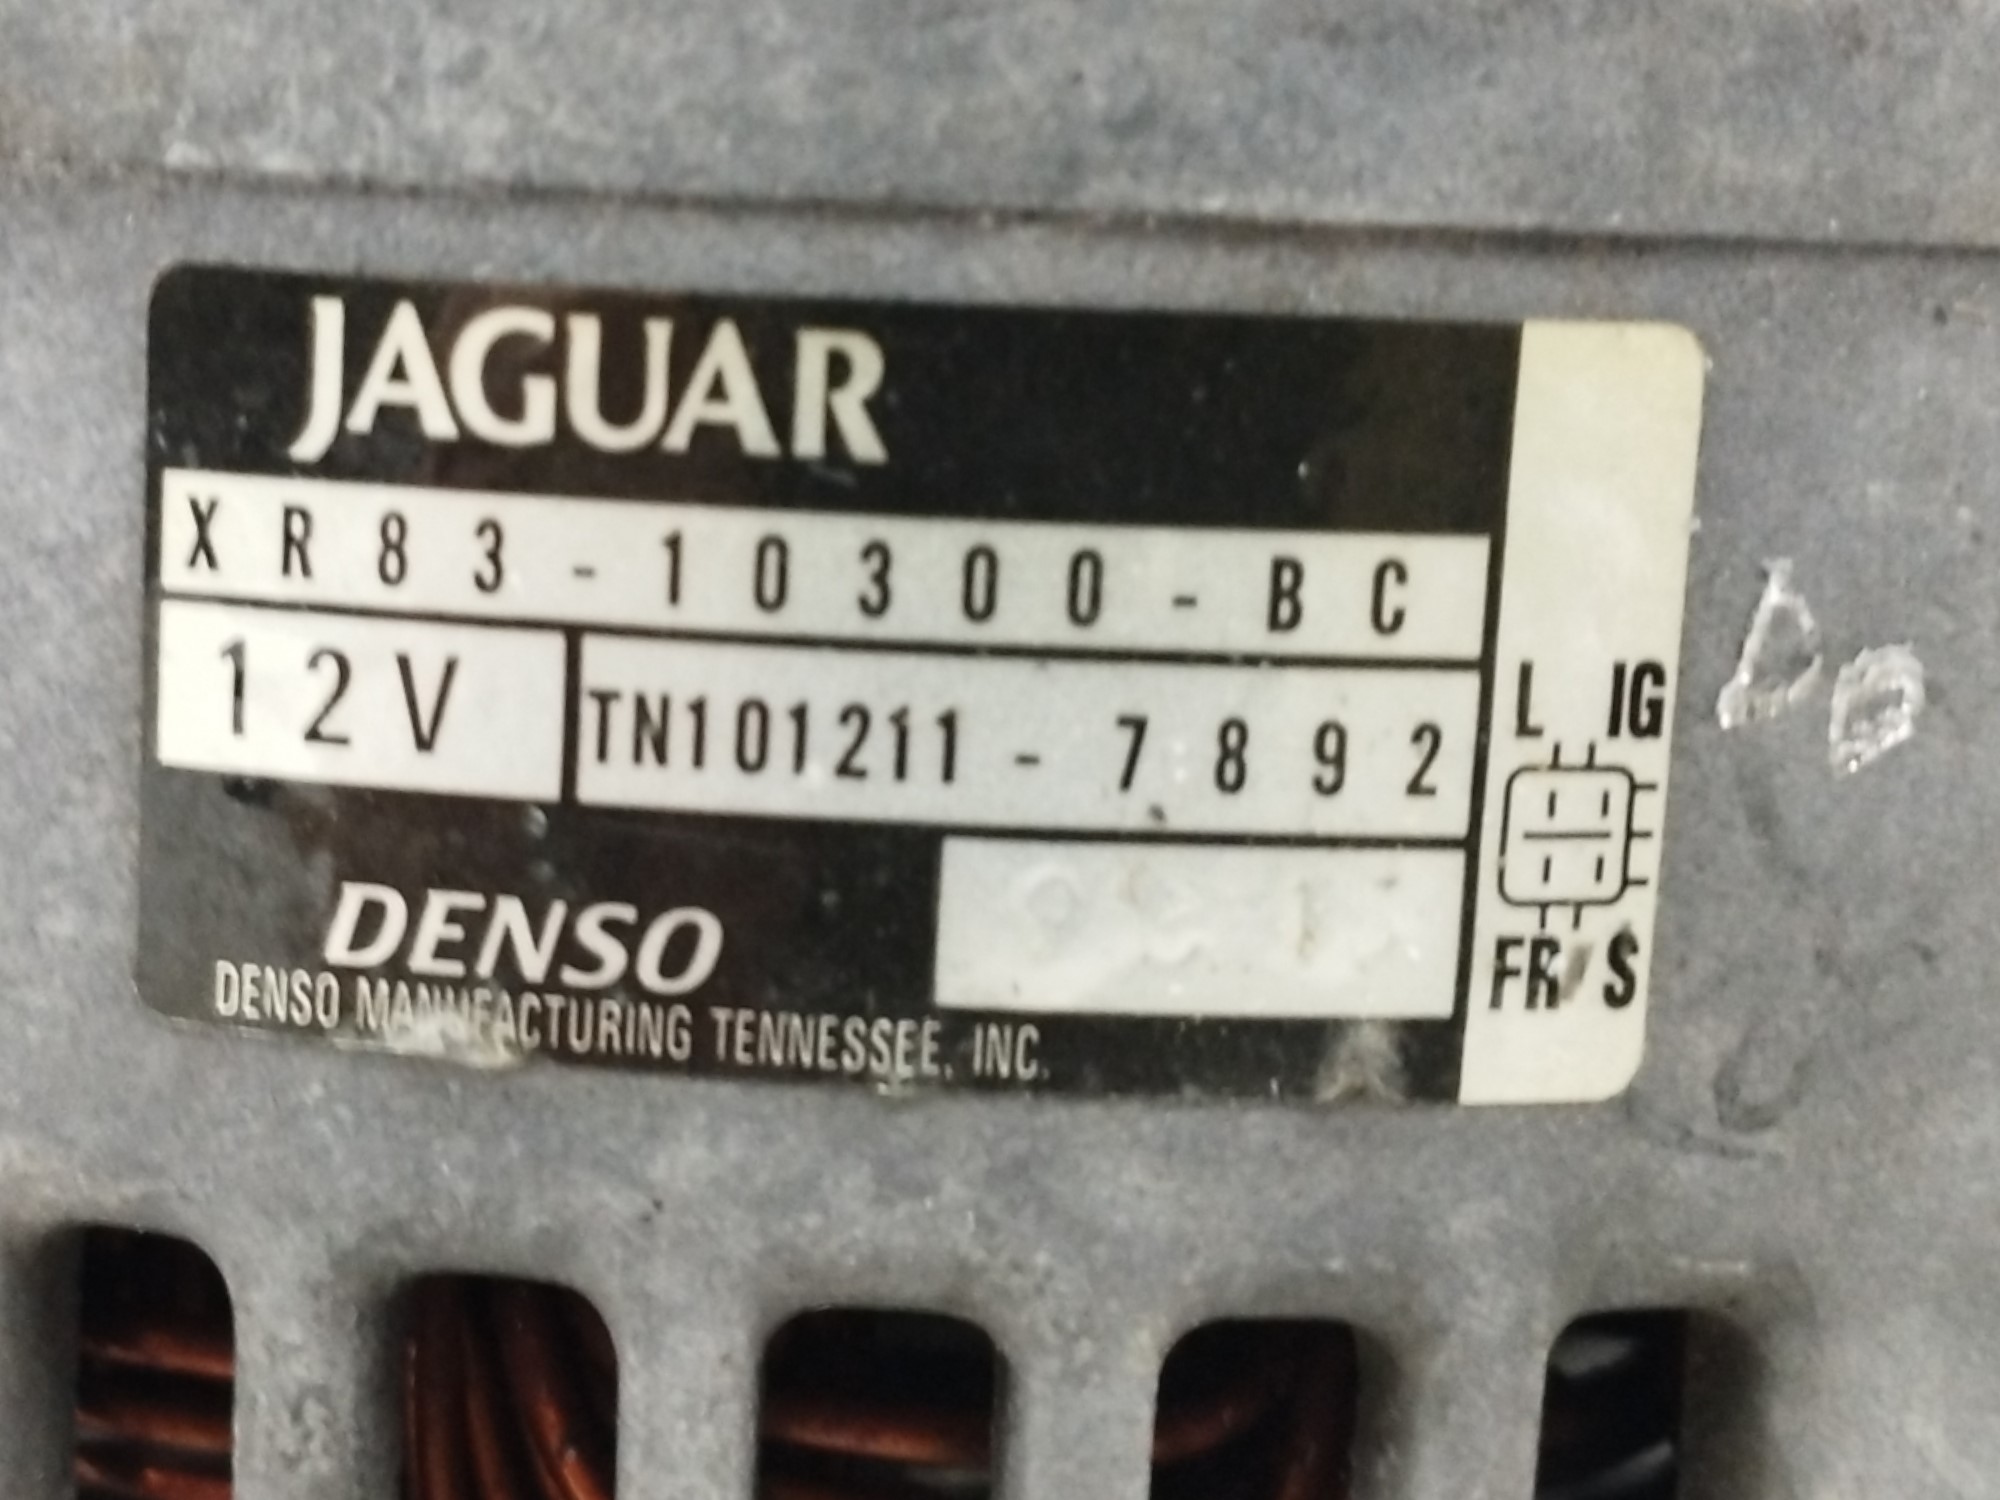 JAGUAR
XR83-10300-BC
12V TN101211-7892
L IG
DENSO
FR S
DENSO MANUFACTURING TENNESSEE, INC.